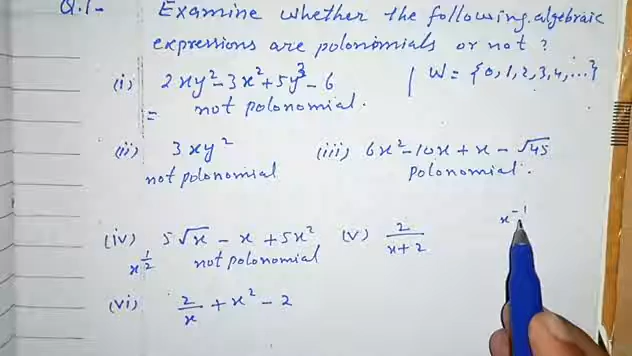 Q.1- Examine whether the following algebraic
expressions are polonimials or not ?
(i) 2xy²-3x²+5y³-6 | W = {0,1,2,3,4,...}
= not polonomial.
(ii) 3xy² (iii) 6x²-10x+x-√45
not polonomial polonomial.
(iv) 5√x - x + 5x² (v) 2/(x+2) x⁻¹
x^½ not polonomial
(vi) 2/x + x² - 2